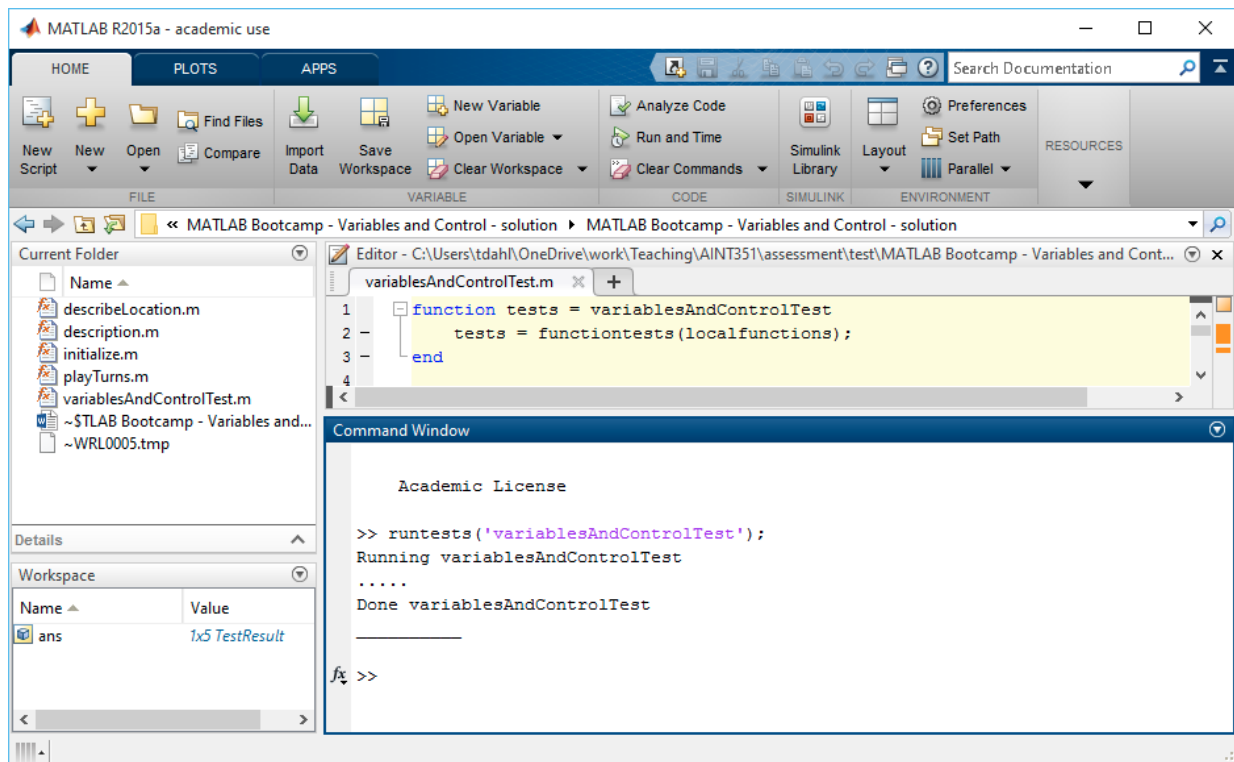 MATLAB R2015a - academic use
HOME PLOTS APPS Search Documentation
New Script
New
Open
Find Files
Compare
FILE
Import Data
Save Workspace
New Variable
Open Variable
Clear Workspace
VARIABLE
Analyze Code
Run and Time
Clear Commands
CODE
Simulink Library
SIMULINK
Layout
Preferences
Set Path
Parallel
ENVIRONMENT
RESOURCES
« MATLAB Bootcamp - Variables and Control - solution MATLAB Bootcamp - Variables and Control - solution
Current Folder
Name
describeLocation.m
description.m
initialize.m
playTurns.m
variablesAndControlTest.m
~$TLAB Bootcamp - Variables and...
~WRL0005.tmp
Details
Workspace
Name Value
ans 1x5 TestResult
Editor - C:\Users\tdahl\OneDrive\work\Teaching\AINT351\assessment\test\MATLAB Bootcamp - Variables and Cont...
variablesAndControlTest.m
1 function tests = variablesAndControlTest
2 – tests = functiontests(localfunctions);
3 – end
4
Command Window
Academic License
>> runtests('variablesAndControlTest');
Running variablesAndControlTest
.....
Done variablesAndControlTest
__________
fx >>